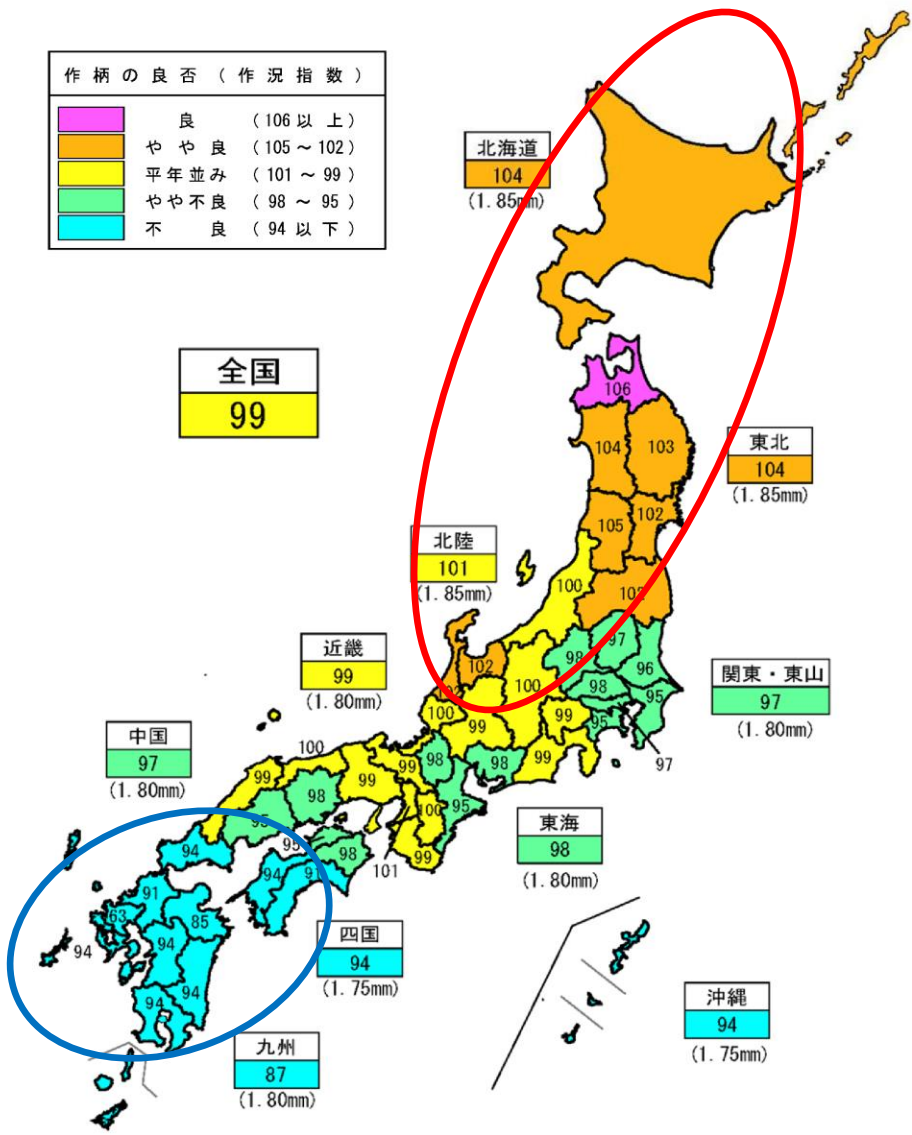 作柄の良否（作況指数）
良 （106以上）
やや良 （105～102）
平年並み （101～99）
やや不良 （98～95）
不良 （94以下）
北海道
104
(1.85mm)
全国
99
106
104
103
東北
104
(1.85mm)
105
102
北陸
101
(1.85mm)
100
102
97
98
96
近畿
99
(1.80mm)
102
102
100
98
95
関東・東山
97
(1.80mm)
100
99
99
95
97
中国
97
(1.80mm)
100
99
98
99
99
98
98
99
95
98
95
95
98
100
101
99
東海
98
(1.80mm)
94
91
63
85
94
91
94
94
94
94
四国
94
(1.75mm)
九州
87
(1.80mm)
沖縄
94
(1.75mm)